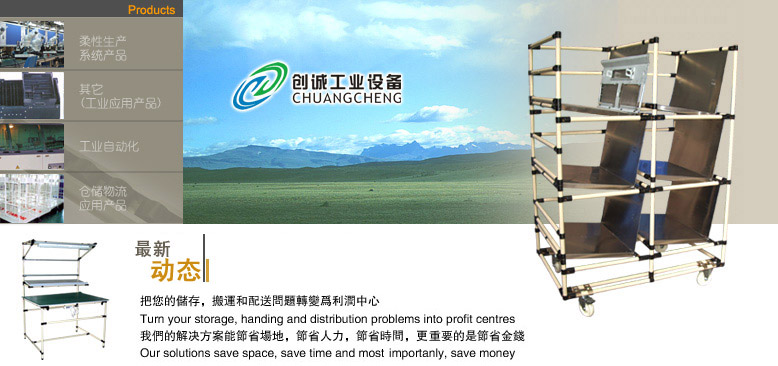 Products
柔性生产
系统产品
其它
（工业应用产品）
工业自动化
仓储物流
应用产品
创诚工业设备
CHUANGCHENG
最新
动态
把您的儲存，搬運和配送問題轉變爲利潤中心
Turn your storage, handing and distribution problems into profit centres
我們的解决方案能節省場地，節省人力，節省時間，更重要的是節省金錢
Our solutions save space, save time and most importanly, save money